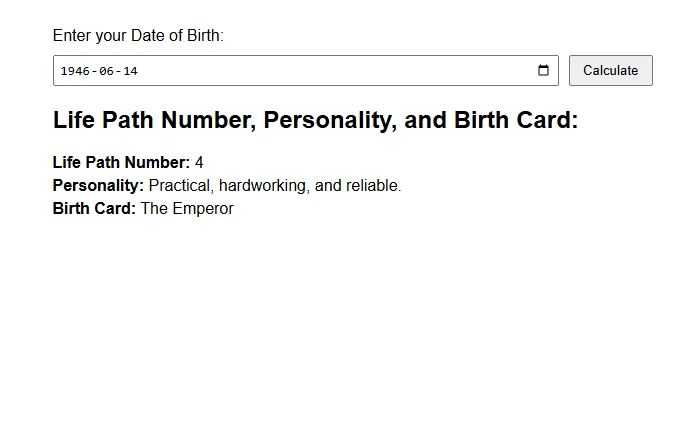 Enter your Date of Birth:
1946-06-14 Calculate
Life Path Number, Personality, and Birth Card:
Life Path Number: 4
Personality: Practical, hardworking, and reliable.
Birth Card: The Emperor